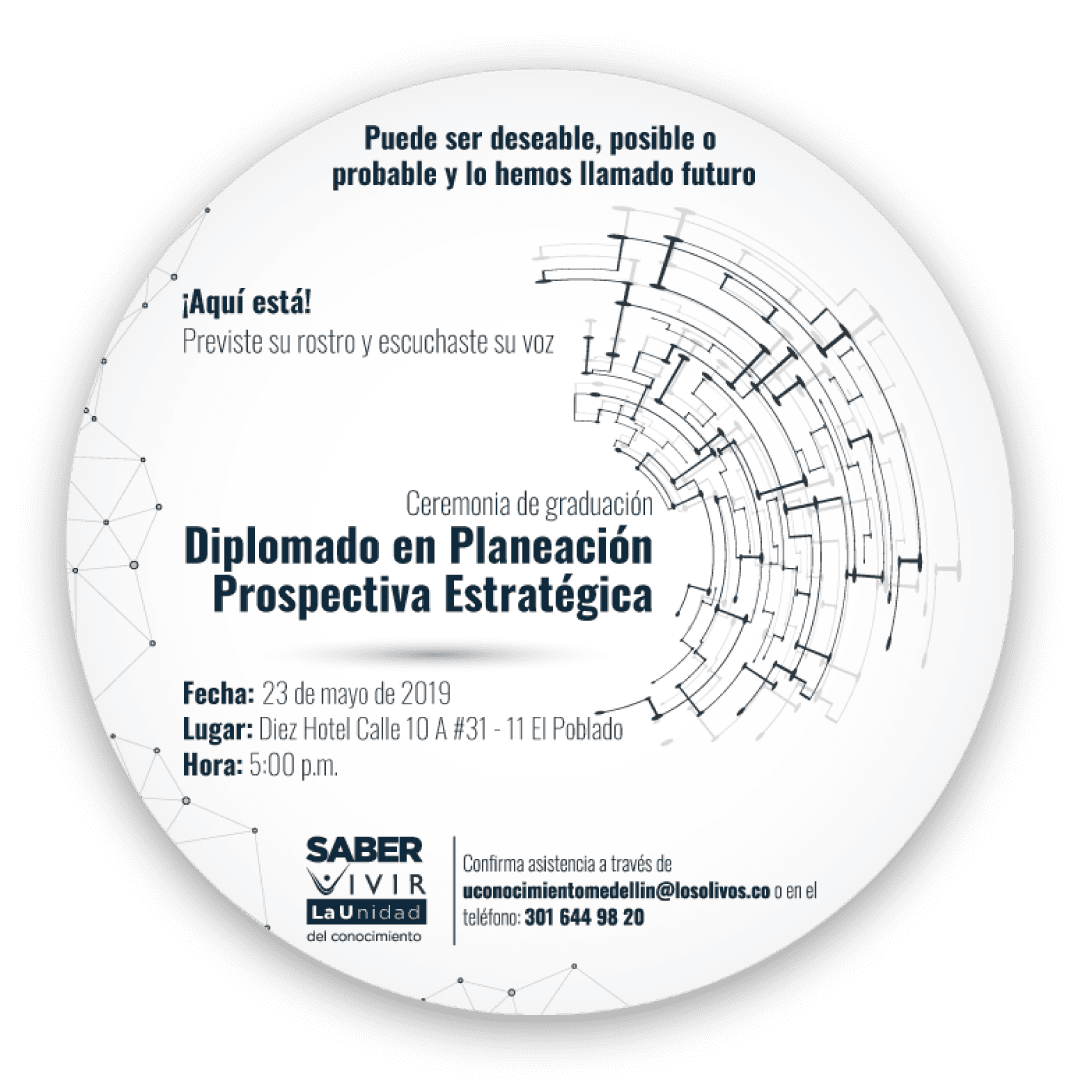 Puede ser deseable, posible o
probable y lo hemos llamado futuro
¡Aquí está!
Previste su rostro y escuchaste su voz
Ceremonia de graduación
Diplomado en Planeación
Prospectiva Estratégica
Fecha: 23 de mayo de 2019
Lugar: Diez Hotel Calle 10 A #31 - 11 El Poblado
Hora: 5:00 p.m.
SABER
VIVIR
La Unidad
del conocimiento
Confirma asistencia a través de
uconocimientomedellin@losolivos.co o en el
teléfono: 301 644 98 20